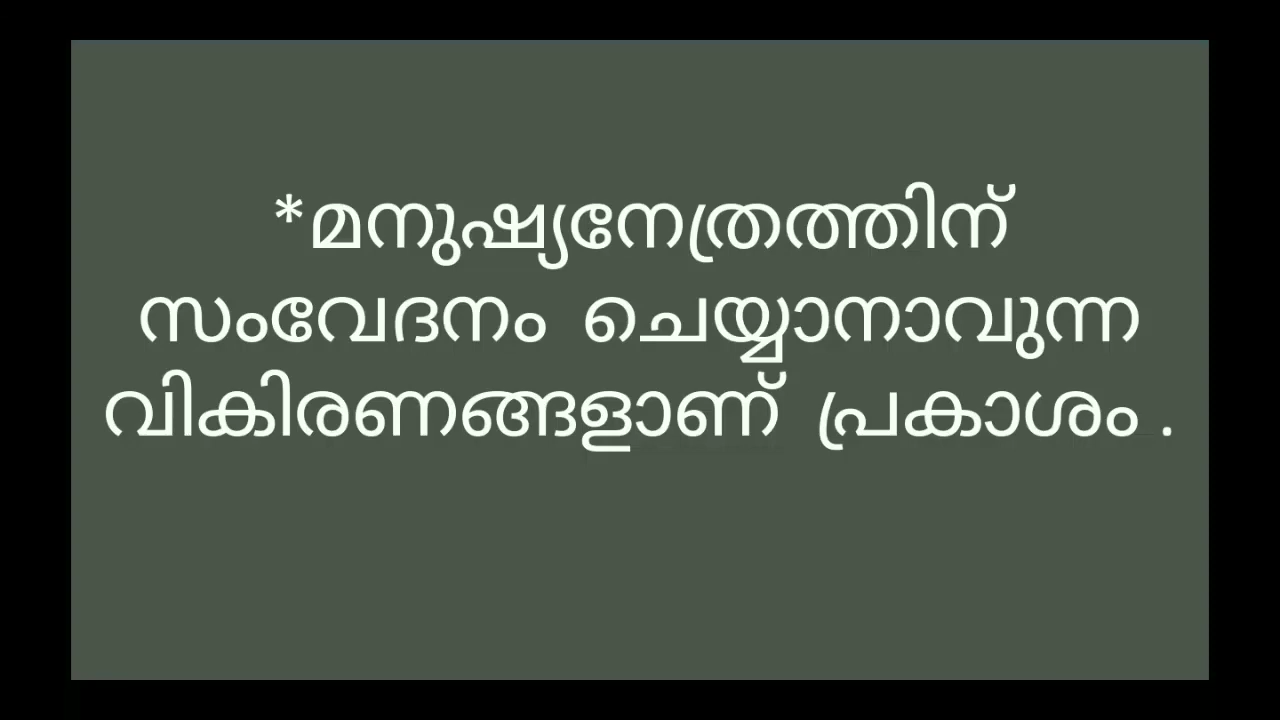 *മനുഷ്യനേത്രത്തിന്
സംവേദനം ചെയ്യാനാവുന്ന
വികിരണങ്ങളാണ് പ്രകാശം .